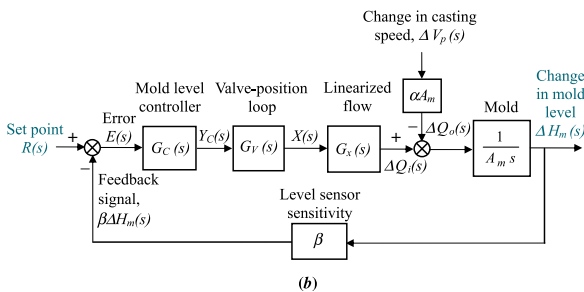 Change in casting
speed, ΔV_p(s)
αA_m
Mold level
controller
Valve-position
loop
Linearized
flow
Mold
Change
in mold
level
ΔH_m(s)
Set point
R(s)
+
−
Error
E(s)
G_C(s)
Y_C(s)
G_V(s)
X(s)
G_x(s)
+
−
ΔQ_o(s)
ΔQ_i(s)
1
A_m s
Feedback
signal,
βΔH_m(s)
Level sensor
sensitivity
β
(b)